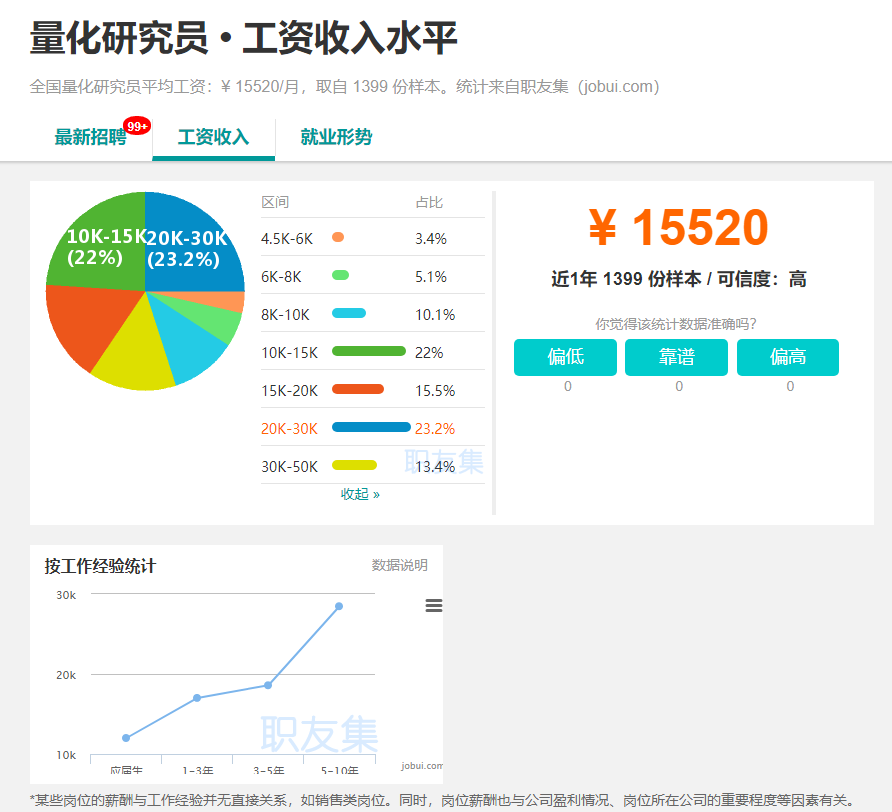 量化研究员 • 工资收入水平
全国量化研究员平均工资：¥ 15520/月，取自 1399 份样本。统计来自职友集（jobui.com）
最新招聘 99+ 工资收入 就业形势
10K-15K
(22%)
20K-30K
(23.2%)
区间 占比
4.5K-6K 3.4%
6K-8K 5.1%
8K-10K 10.1%
10K-15K 22%
15K-20K 15.5%
20K-30K 23.2%
30K-50K 13.4%
职友集
收起 »
¥ 15520
近1年 1399 份样本 / 可信度：高
你觉得该统计数据准确吗？
偏低 靠谱 偏高
0 0 0
按工作经验统计 数据说明
30k
20k
10k
职友集
应届生 1-3年 3-5年 5-10年
jobui.com
*某些岗位的薪酬与工作经验并无直接关系，如销售类岗位。同时，岗位薪酬也与公司盈利情况、岗位所在公司的重要程度等因素有关。